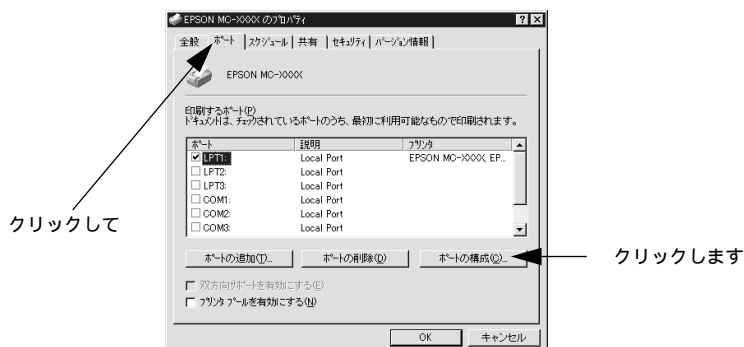 EPSON MC-XXXX のプロパティ
全般 ポート スケジュール 共有 セキュリティ バージョン情報
EPSON MC-XXXX
印刷するポート(P)
ドキュメントは、チェックされているポートのうち、最初に利用可能なもので印刷されます。
ポート 説明 プリンタ
LPT1: Local Port EPSON MC-XXXX, EP...
LPT2: Local Port
LPT3: Local Port
COM1: Local Port
COM2: Local Port
COM3: Local Port
クリックして
ポートの追加(T)... ポートの削除(D) ポートの構成(C)...
クリックします
双方向サポートを有効にする(E)
プリンタ プールを有効にする(N)
OK キャンセル